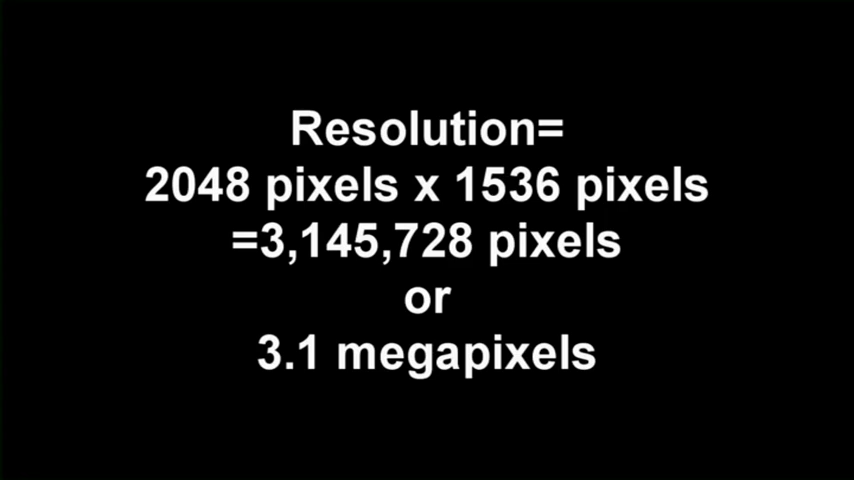 Resolution=
2048 pixels x 1536 pixels
=3,145,728 pixels
or
3.1 megapixels